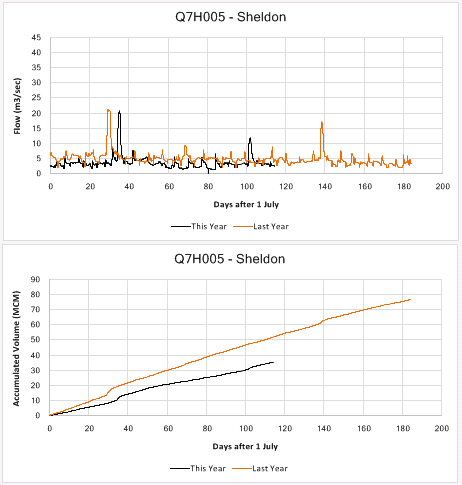 Q7H005 - Sheldon
45
40
35
30
25
20
15
10
5
0
Flow (m3/sec)
0 20 40 60 80 100 120 140 160 180 200
Days after 1 July
This Year Last Year
Q7H005 - Sheldon
90
80
70
60
50
40
30
20
10
0
Accumulated Volume (MCM)
0 20 40 60 80 100 120 140 160 180 200
Days after 1 July
This Year Last Year